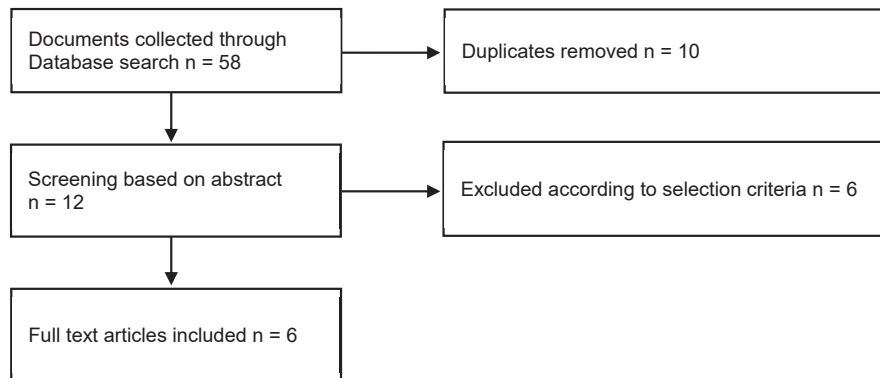 Documents collected through
Database search n = 58
Duplicates removed n = 10
Screening based on abstract
n = 12
Excluded according to selection criteria n = 6
Full text articles included n = 6